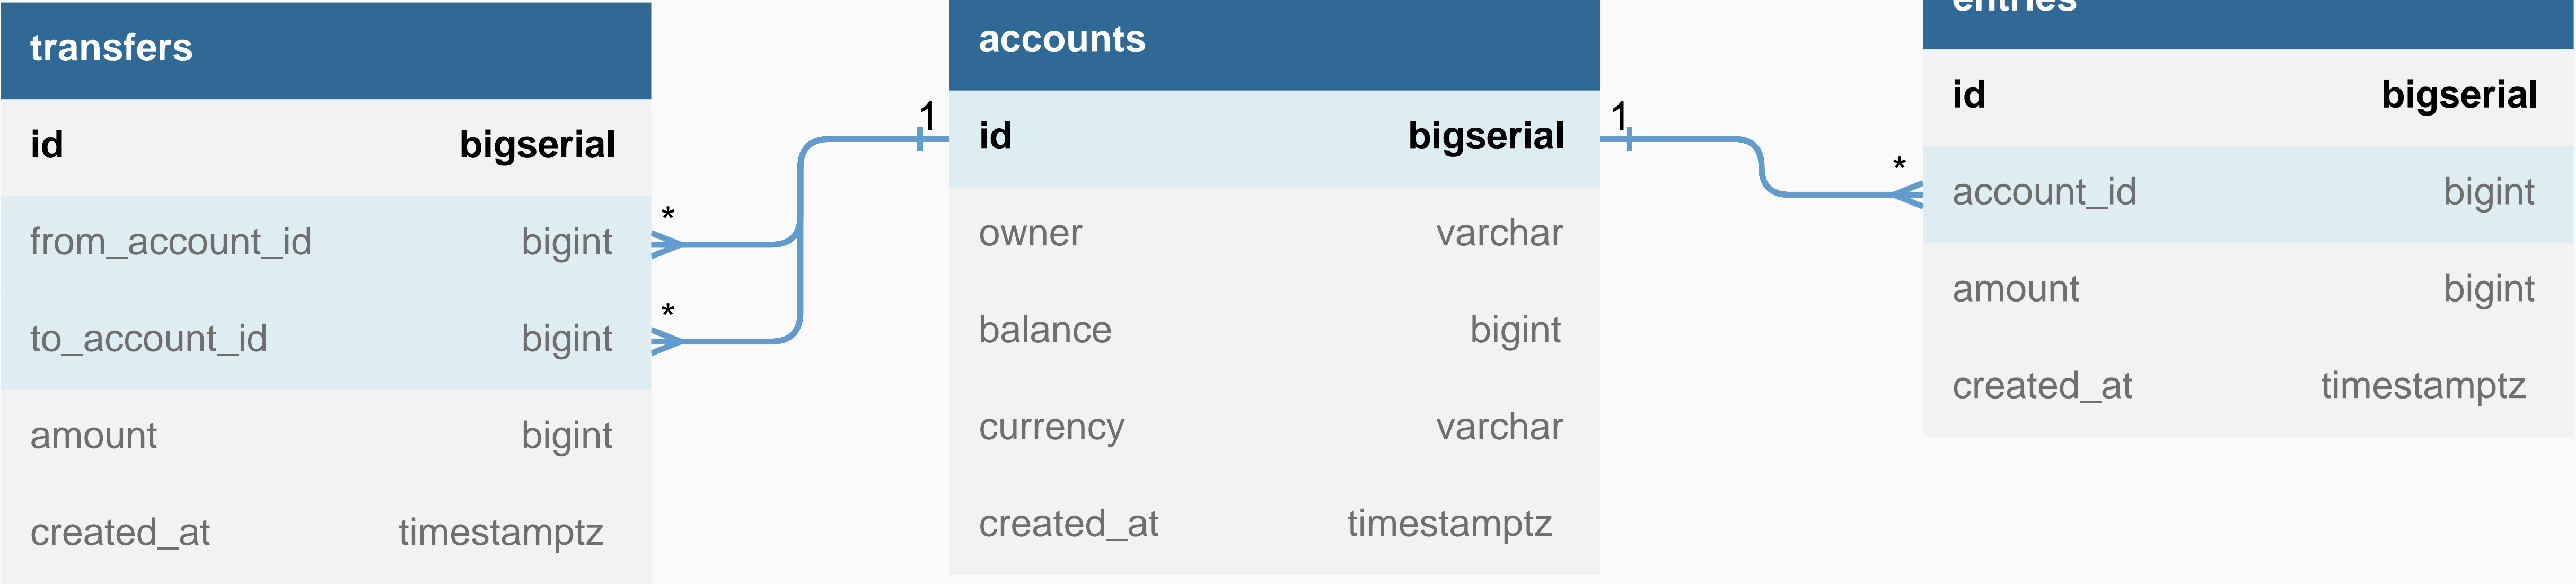 transfers
id bigserial
from_account_id bigint
to_account_id bigint
amount bigint
created_at timestamptz
*
*
1
accounts
id bigserial
owner varchar
balance bigint
currency varchar
created_at timestamptz
1
*
entries
id bigserial
account_id bigint
amount bigint
created_at timestamptz